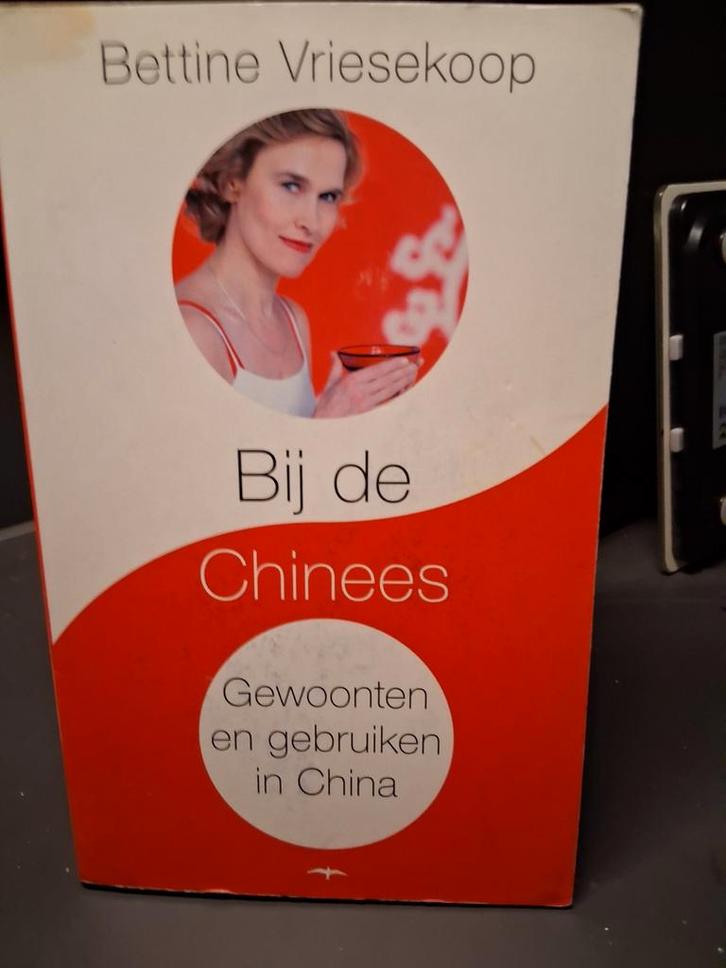 Bettine Vriesekoop
Bij de
Chinees
Gewoonten
en gebruiken
in China